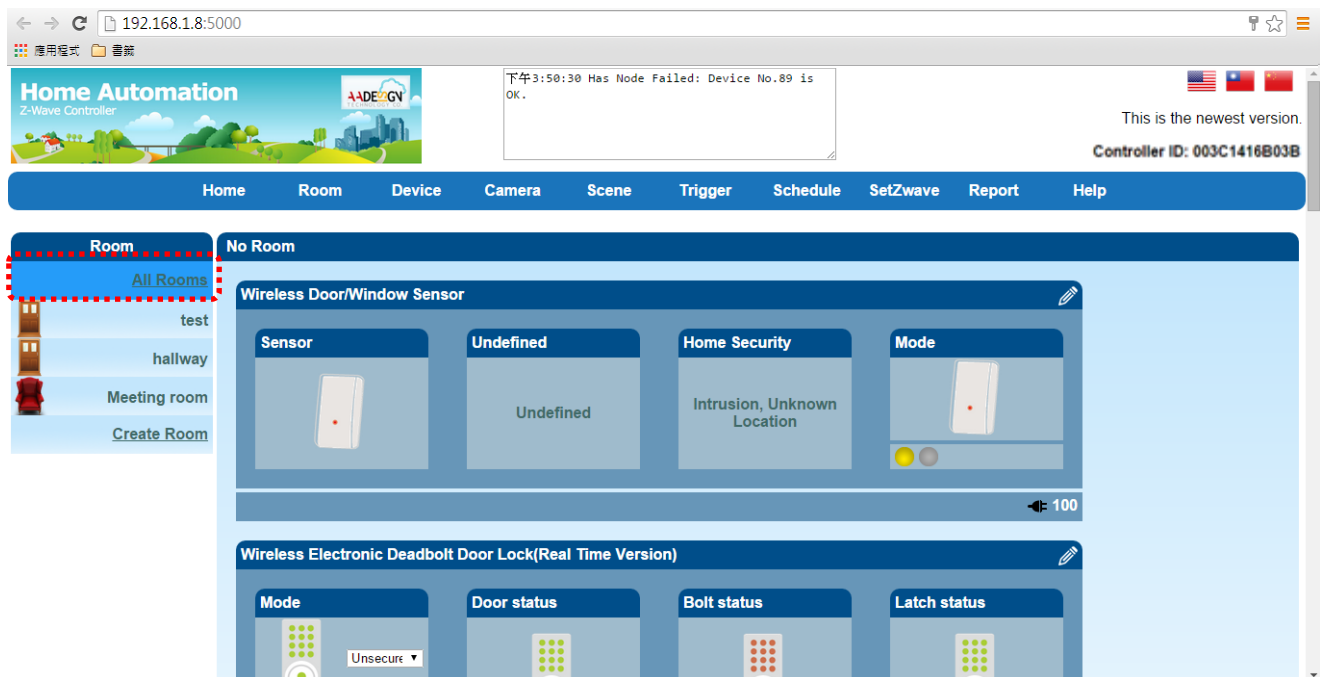 192.168.1.8:5000
應用程式 書籤
Home Automation
Z-Wave Controller
AADESIGN
TECHNOLOGY CO.
下午3:50:30 Has Node Failed: Device No.89 is
OK.
This is the newest version.
Controller ID: 003C1416B03B
Home Room Device Camera Scene Trigger Schedule SetZwave Report Help
Room
All Rooms
test
hallway
Meeting room
Create Room
No Room
Wireless Door/Window Sensor
Sensor Undefined Home Security Mode
Undefined
Intrusion, Unknown
Location
100
Wireless Electronic Deadbolt Door Lock(Real Time Version)
Mode Door status Bolt status Latch status
Unsecure